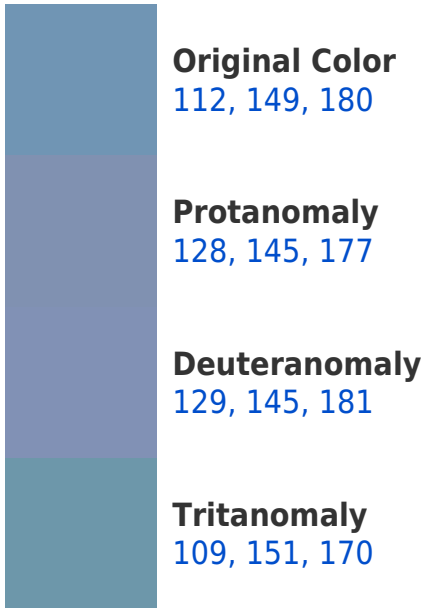 Original Color
112, 149, 180
Protanomaly
128, 145, 177
Deuteranomaly
129, 145, 181
Tritanomaly
109, 151, 170